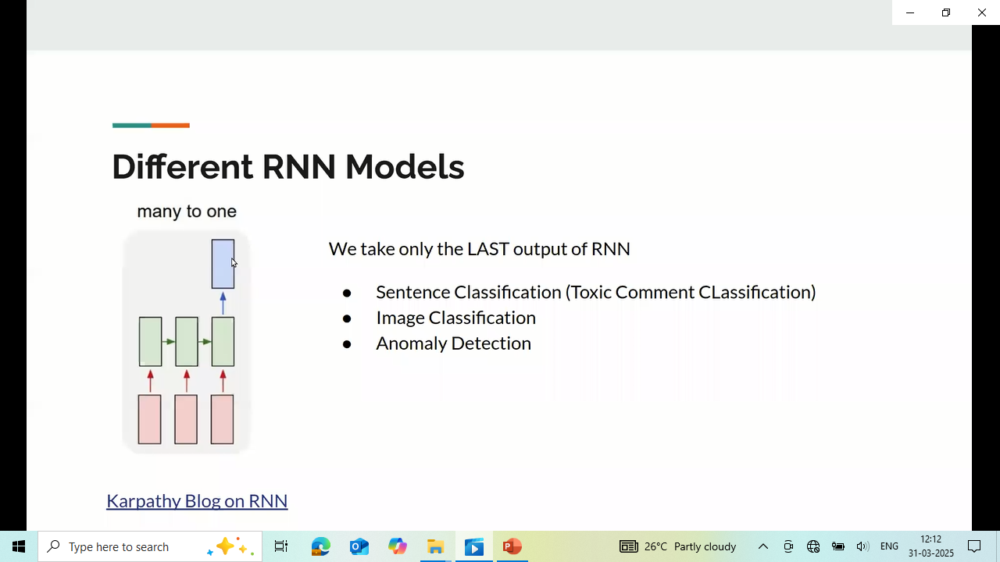 Different RNN Models
many to one
We take only the LAST output of RNN
● Sentence Classification (Toxic Comment CLassification)
● Image Classification
● Anomaly Detection
Karpathy Blog on RNN
Type here to search
26°C Partly cloudy
ENG
12:12
31-03-2025